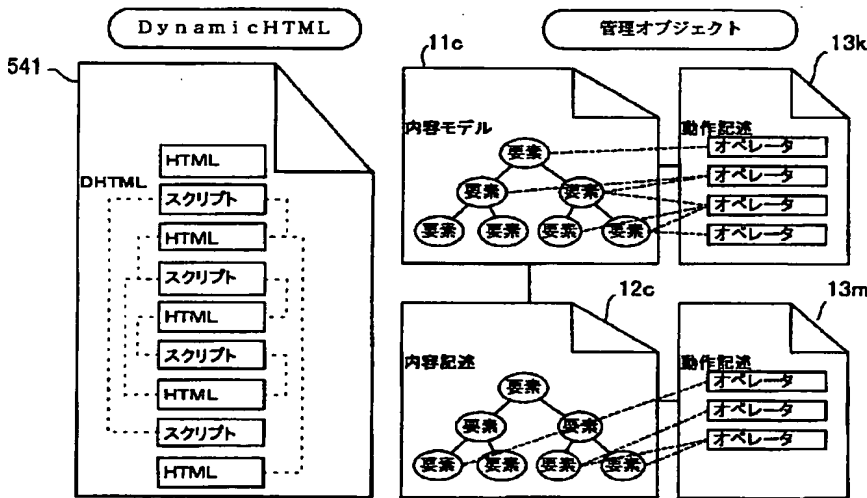 DynamicHTML
541
DHTML
HTML
スクリプト
HTML
スクリプト
HTML
スクリプト
HTML
スクリプト
HTML
管理オブジェクト
11c
内容モデル
要素
要素 要素
要素 要素 要素 要素
13k
動作記述
オペレータ
オペレータ
オペレータ
オペレータ
12c
内容記述
要素
要素 要素
要素 要素 要素 要素
13m
動作記述
オペレータ
オペレータ
オペレータ